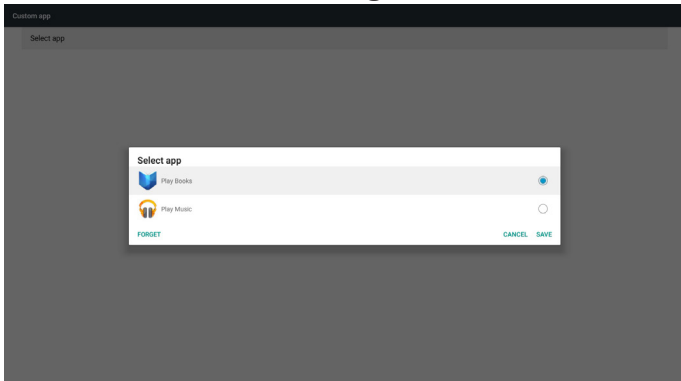 Custom app
Select app
Select app
Play Books
Play Music
FORGET
CANCEL SAVE